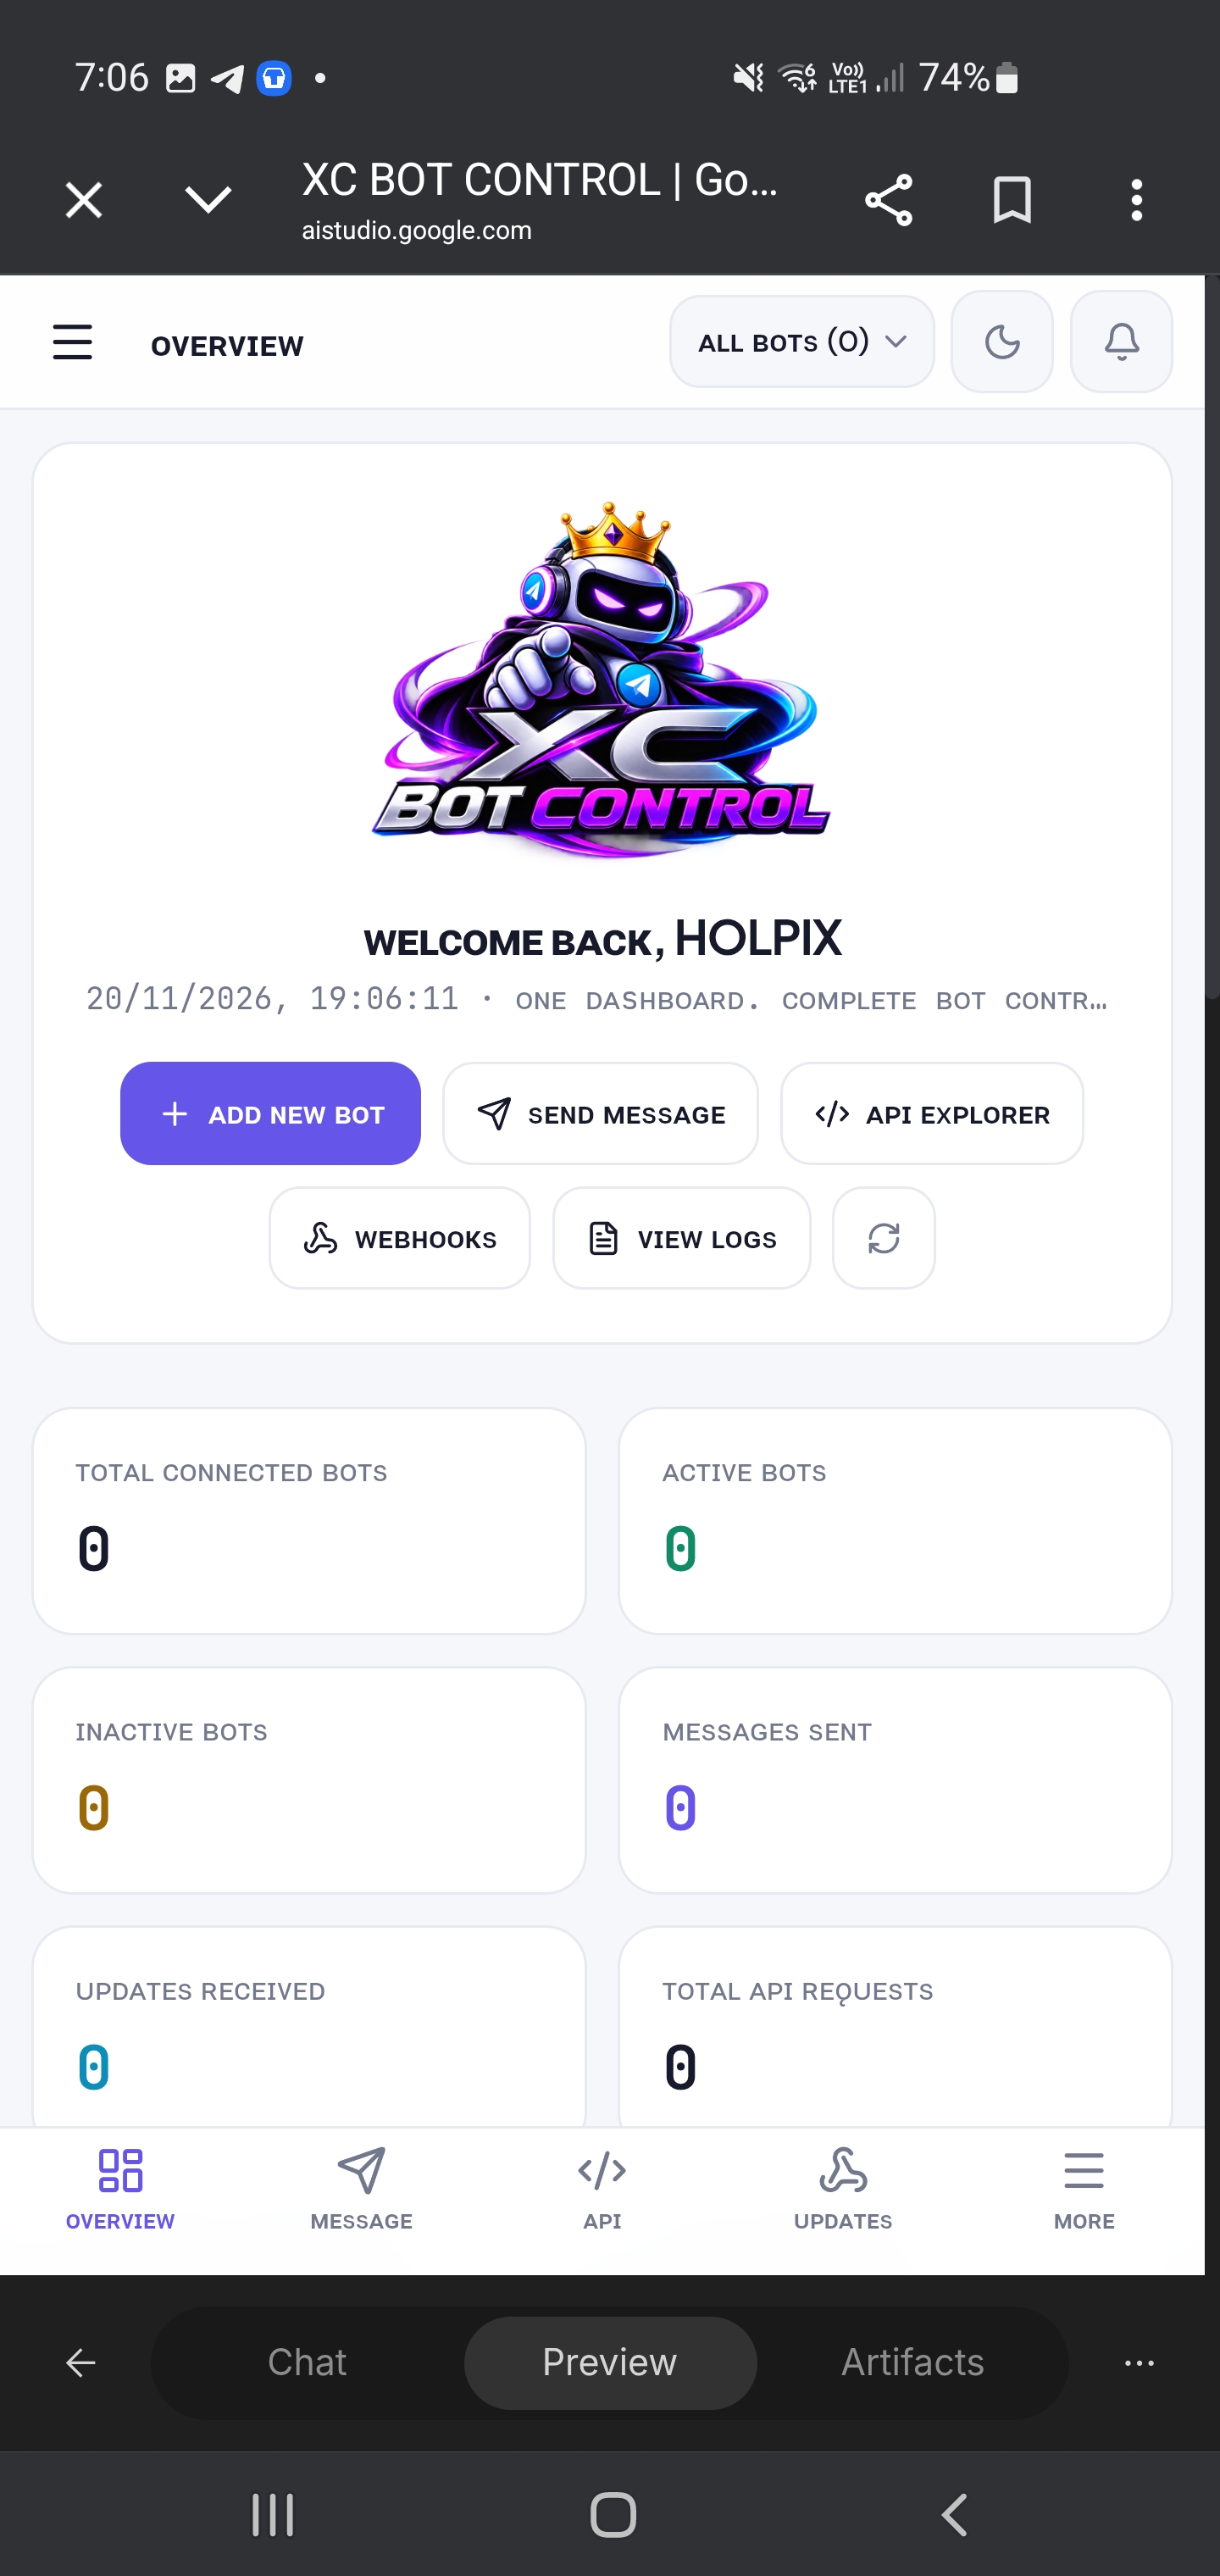 7:06
Vo))
LTE1
6
74%
XC BOT CONTROL | Go...
aistudio.google.com
OVERVIEW
ALL BOTS (0)
XC
BOT CONTROL
WELCOME BACK, HOLPIX
20/11/2026, 19:06:11 · ONE DASHBOARD. COMPLETE BOT CONTR...
ADD NEW BOT
SEND MESSAGE
API EXPLORER
WEBHOOKS
VIEW LOGS
TOTAL CONNECTED BOTS
ACTIVE BOTS
0
0
INACTIVE BOTS
MESSAGES SENT
0
0
UPDATES RECEIVED
TOTAL API REQUESTS
0
0
OVERVIEW
MESSAGE
API
UPDATES
MORE
Chat
Preview
Artifacts